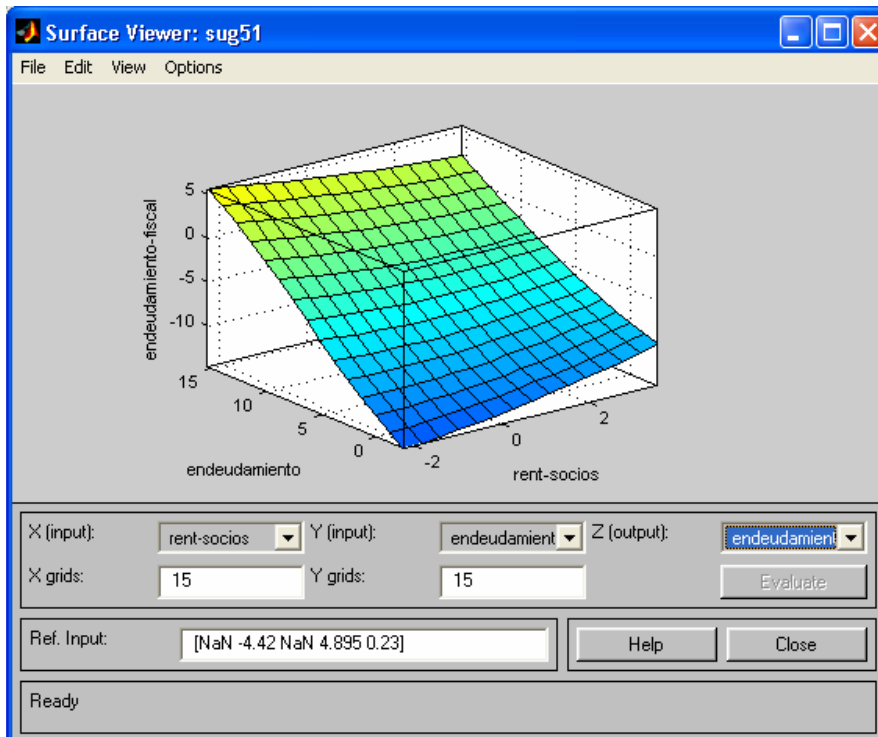 Surface Viewer: sug51
File Edit View Options
endeudamiento-fiscal
5
0
-5
-10
15
10
5
0
endeudamiento
-2
0
2
rent-socios
X (input): rent-socios Y (input): endeudamient Z (output): endeudamient
X grids: 15 Y grids: 15 Evaluate
Ref. Input: [NaN -4.42 NaN 4.895 0.23] Help Close
Ready